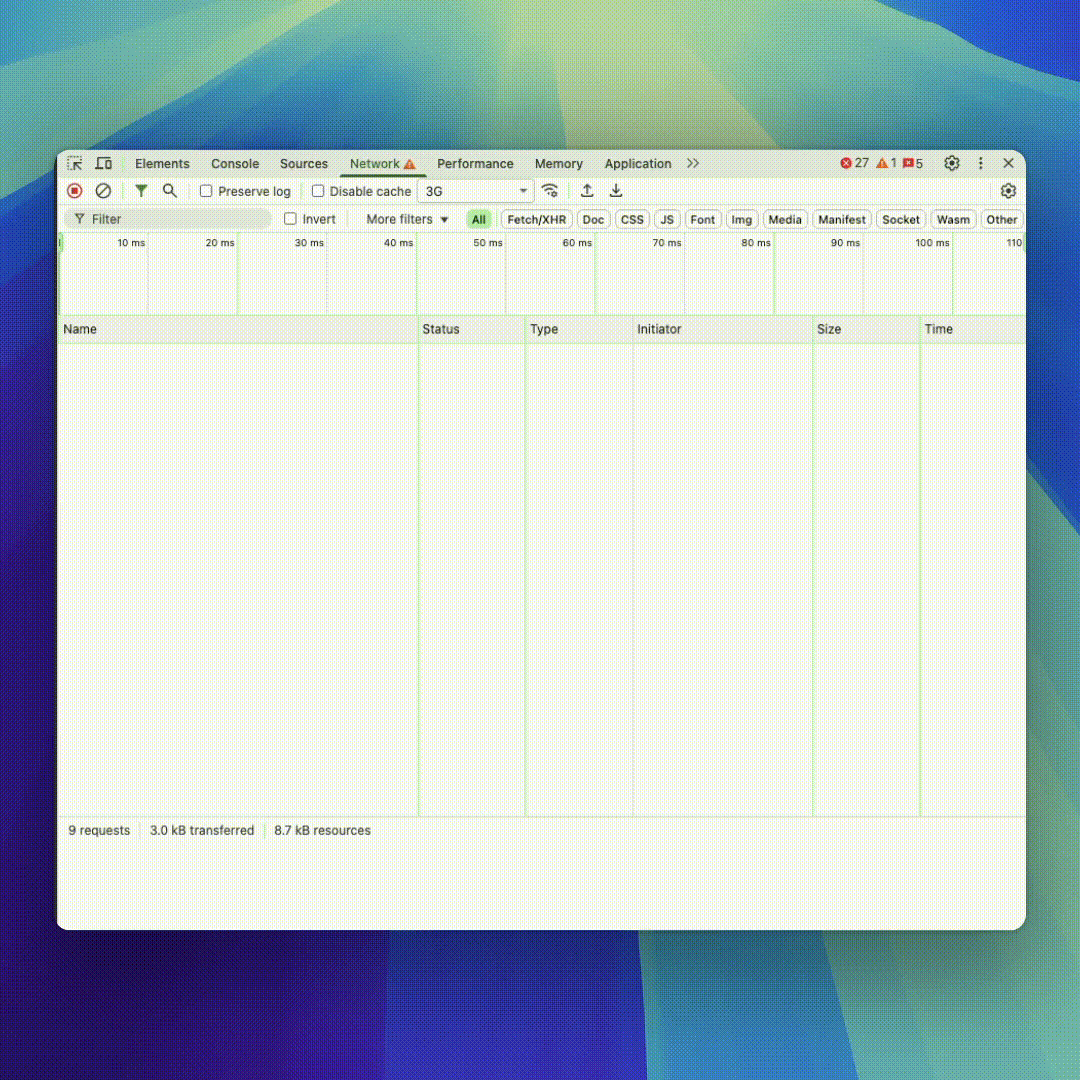 Elements Console Sources Network Performance Memory Application 27 1 5
Preserve log Disable cache 3G
Filter Invert More filters All Fetch/XHR Doc CSS JS Font Img Media Manifest Socket Wasm Other
10 ms 20 ms 30 ms 40 ms 50 ms 60 ms 70 ms 80 ms 90 ms 100 ms 110
Name Status Type Initiator Size Time
9 requests 3.0 kB transferred 8.7 kB resources